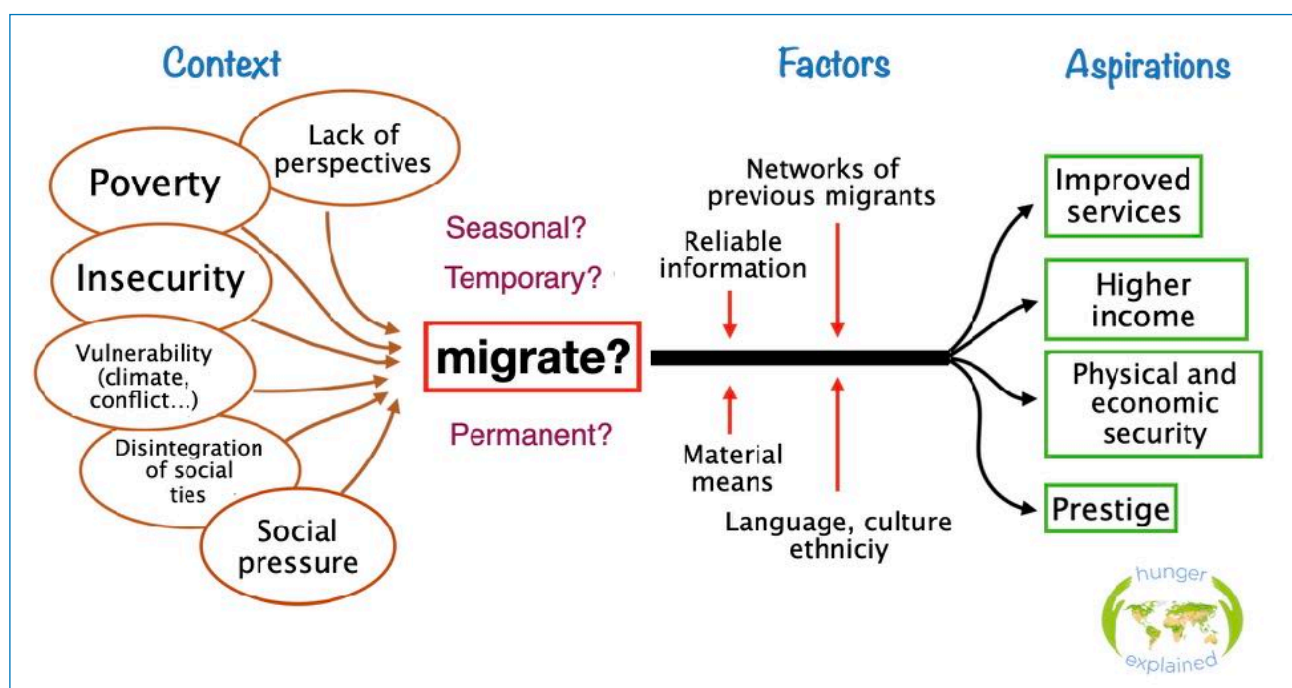 Context
Factors
Aspirations
Lack of
perspectives
Poverty
Insecurity
Vulnerability
(climate,
conflict...)
Disintegration
of social
ties
Social
pressure
Seasonal?
Temporary?
migrate?
Permanent?
Networks of
previous migrants
Reliable
information
Material
means
Language, culture
ethniciy
Improved
services
Higher
income
Physical and
economic
security
Prestige
hunger
explained